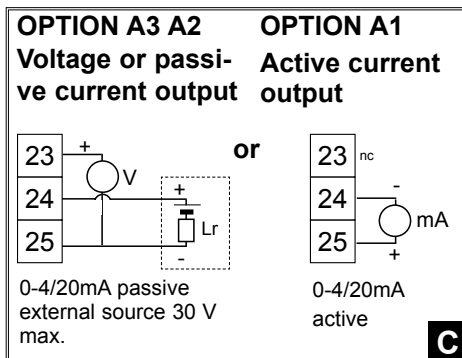 OPTION A3 A2
Voltage or passi-
ve current output
23
24
25
+
V
+
Lr
-
0-4/20mA passive
external source 30 V
max.
or
OPTION A1
Active current
output
23
nc
24
25
-
mA
+
0-4/20mA
active
C